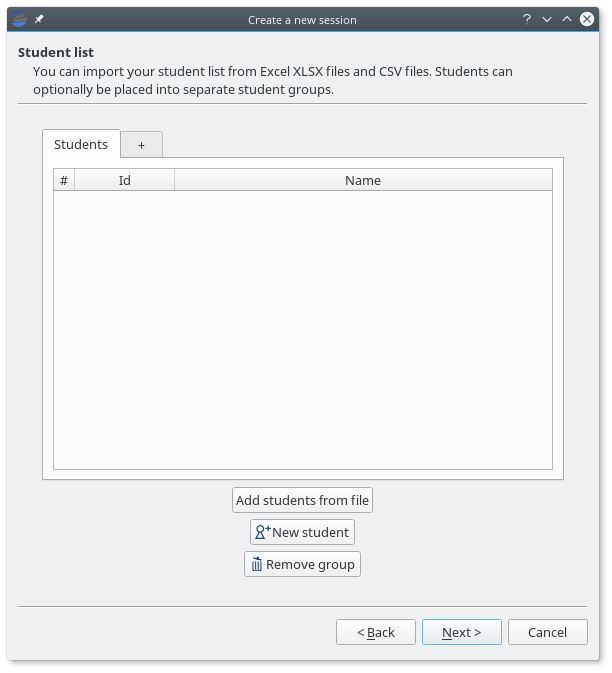 Create a new session
?
Student list
You can import your student list from Excel XLSX files and CSV files. Students can
optionally be placed into separate student groups.
Students +
# Id Name
Add students from file
New student
Remove group
< Back Next > Cancel